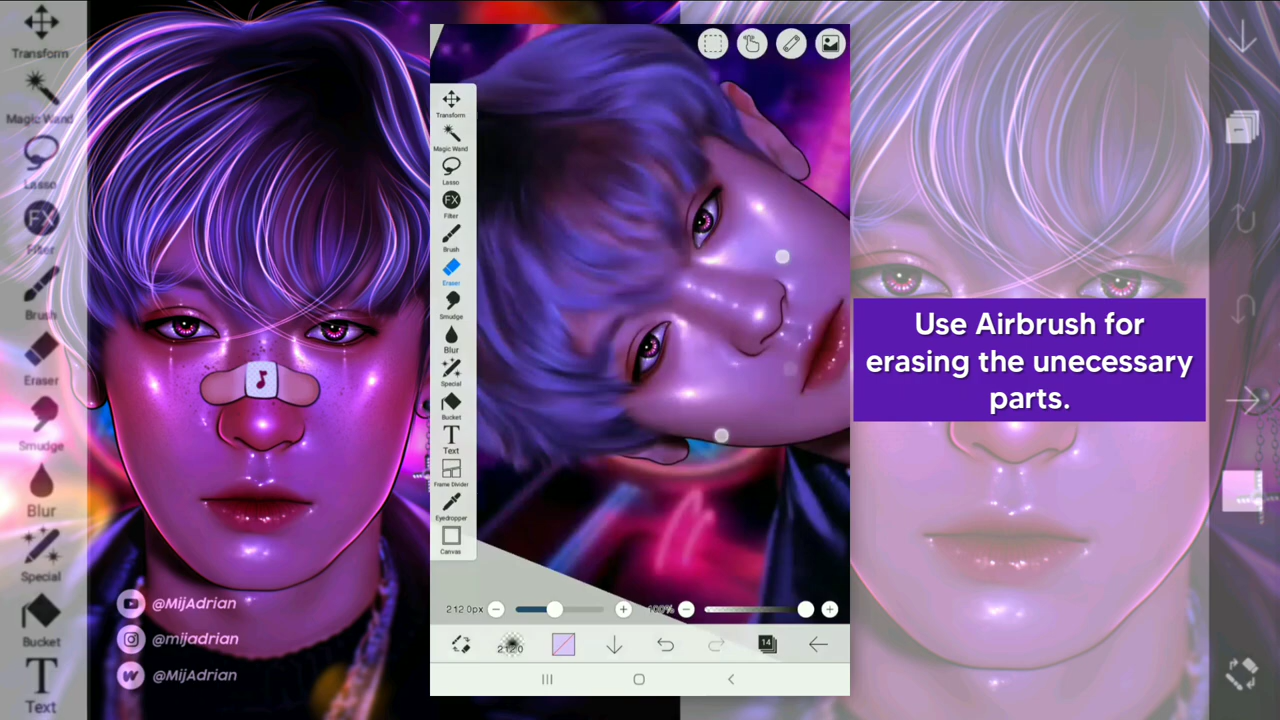 Transform
Magic Wand
Lasso
FX
Filter
Brush
Eraser
Smudge
Blur
Special
Bucket
Text
@MijAdrian
@mijadrian
@MijAdrian
Transform
Magic Wand
Lasso
FX
Filter
Brush
Eraser
Smudge
Blur
Special
Bucket
T
Text
Frame Divider
Eyedropper
Canvas
212.0px
100%
212.0
14
Use Airbrush for
erasing the unecessary
parts.